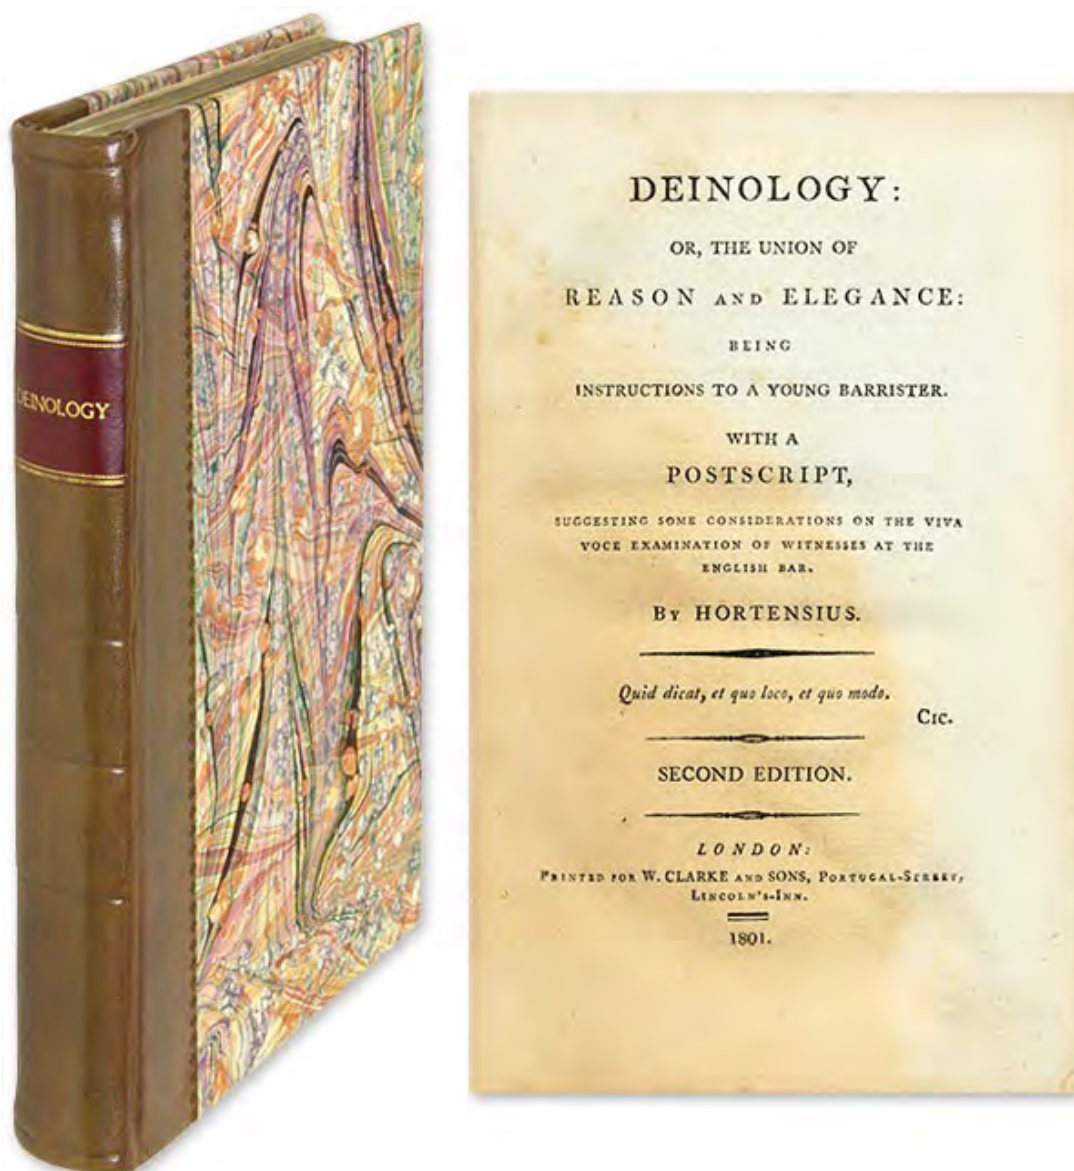 DEINOLOGY
DEINOLOGY:
OR, THE UNION OF
REASON AND ELEGANCE:
BEING
INSTRUCTIONS TO A YOUNG BARRISTER.
WITH A
POSTSCRIPT,
SUGGESTING SOME CONSIDERATIONS ON THE VIVA
VOCE EXAMINATION OF WITNESSES AT THE
ENGLISH BAR.
By HORTENSIUS.
Quid dicat, et quo loco, et quo modo.
Cic.
SECOND EDITION.
LONDON:
Printed for W. CLARKE and SONS, Portugal-Street,
Lincoln's-Inn.
1801.